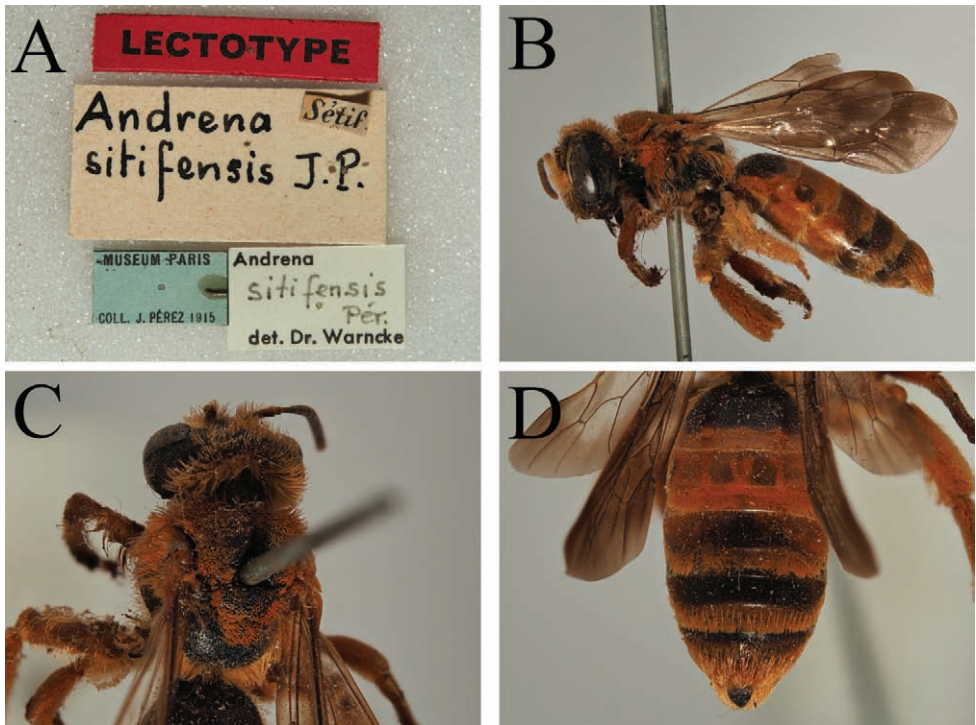 A
LECTOTYPE
Sétif
Andrena
sitifensis J.P.
MUSEUM PARIS
COLL. J. PÉREZ 1915
Andrena
sitifensis
Pér.
det. Dr. Warncke
B
C
D